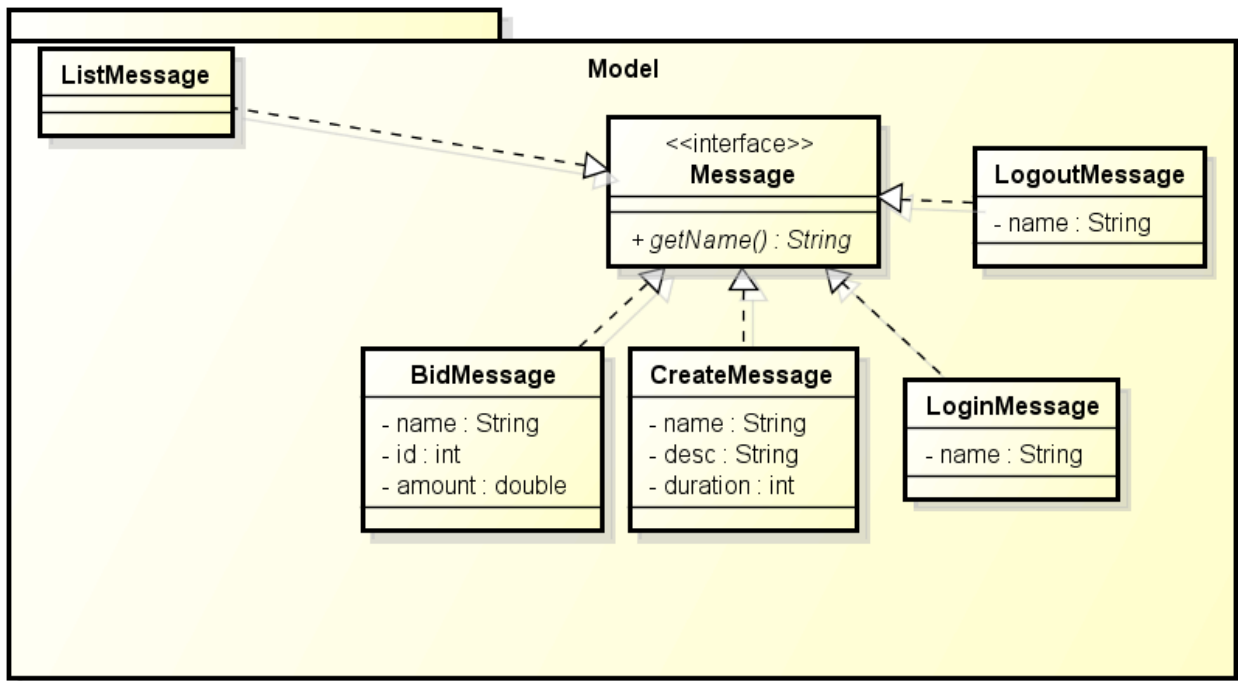 Model
ListMessage
<<interface>>
Message
+ getName() : String
LogoutMessage
- name : String
BidMessage
- name : String
- id : int
- amount : double
CreateMessage
- name : String
- desc : String
- duration : int
LoginMessage
- name : String